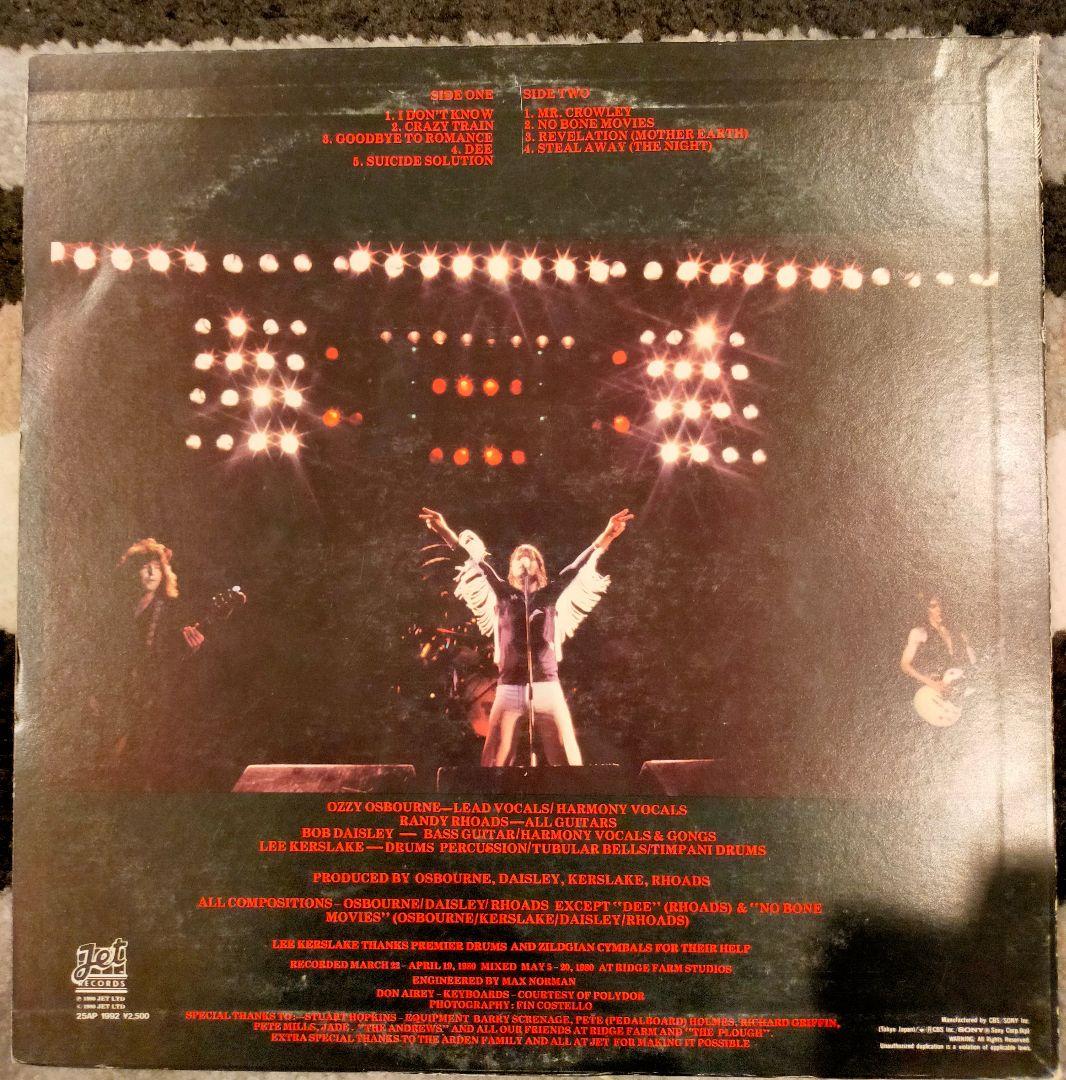 SIDE ONE
1. I DON'T KNOW
2. CRAZY TRAIN
3. GOODBYE TO ROMANCE
4. DEE
5. SUICIDE SOLUTION
SIDE TWO
1. MR. CROWLEY
2. NO BONE MOVIES
3. REVELATION (MOTHER EARTH)
4. STEAL AWAY (THE NIGHT)
OZZY OSBOURNE—LEAD VOCALS/HARMONY VOCALS
RANDY RHOADS—ALL GUITARS
BOB DAISLEY — BASS GUITAR/HARMONY VOCALS & GONGS
LEE KERSLAKE — DRUMS PERCUSSION/TUBULAR BELLS/TIMPANI DRUMS
PRODUCED BY OSBOURNE, DAISLEY, KERSLAKE, RHOADS
ALL COMPOSITIONS – OSBOURNE/DAISLEY/RHOADS EXCEPT "DEE" (RHOADS) & "NO BONE
MOVIES" (OSBOURNE/KERSLAKE/DAISLEY/RHOADS)
LEE KERSLAKE THANKS PREMIER DRUMS AND ZILDGIAN CYMBALS FOR THEIR HELP
RECORDED MARCH 22 – APRIL 19, 1980 MIXED MAY 5 – 20, 1980 AT RIDGE FARM STUDIOS
ENGINEERED BY MAX NORMAN
DON AIREY – KEYBOARDS – COURTESY OF POLYDOR
PHOTOGRAPHY: FIN COSTELLO
SPECIAL THANKS TO:—STUART HOPKINS – EQUIPMENT BARRY SCRENAGE, PETE (PEDALBOARD) HOLMES, RICHARD GRIFFIN,
PETE MILLS, JADE. "THE ANDREWS" AND ALL OUR FRIENDS AT RIDGE FARM AND "THE PLOUGH".
EXTRA SPECIAL THANKS TO THE ARDEN FAMILY AND ALL AT JET FOR MAKING IT POSSIBLE
Jet
RECORDS
℗ 1980 JET LTD
© 1980 JET LTD
25AP 1992 ¥2,500
Manufactured by CBS/SONY Inc.
(Tokyo Japan)/ ® CBS Inc. SONY ® Sony Corp.
WARNING: All Rights Reserved.
Unauthorized duplication is a violation of applicable laws.